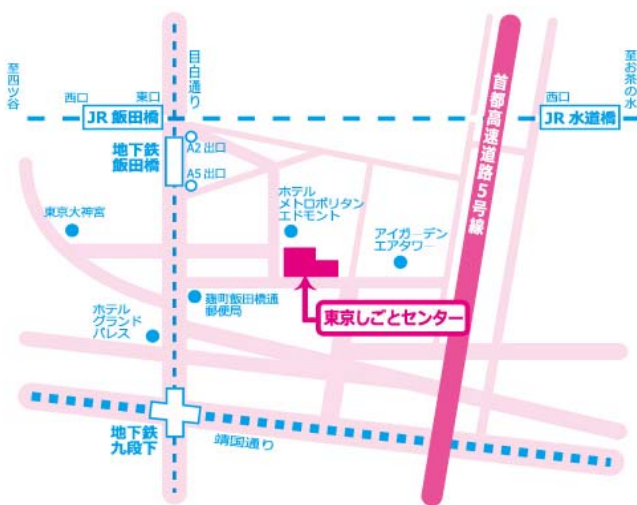 至四ツ谷
西口
東口
JR 飯田橋
目白通り
地下鉄
飯田橋
A2 出口
A5 出口
首都高速道路5号線
西口
JR 水道橋
至お茶の水
東京大神宮
ホテル
メトロポリタン
エドモント
アイガーデン
エアタワー
麹町飯田橋通
郵便局
東京しごとセンター
ホテル
グランド
パレス
地下鉄
九段下
靖国通り